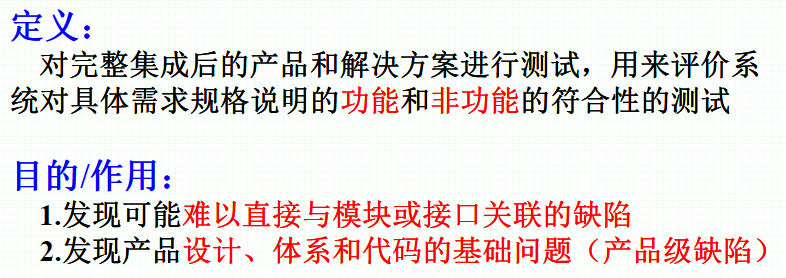 定义：
对完整集成后的产品和解决方案进行测试，用来评价系
统对具体需求规格说明的功能和非功能的符合性的测试
目的/作用：
1.发现可能难以直接与模块或接口关联的缺陷
2.发现产品设计、体系和代码的基础问题（产品级缺陷）